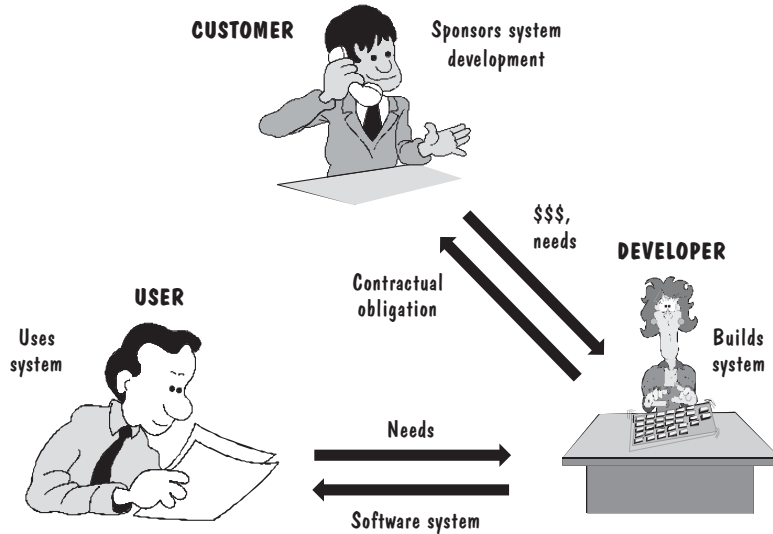 CUSTOMER
Sponsors system
development
$$$,
needs
DEVELOPER
Contractual
obligation
USER
Uses
system
Builds
system
Needs
Software system